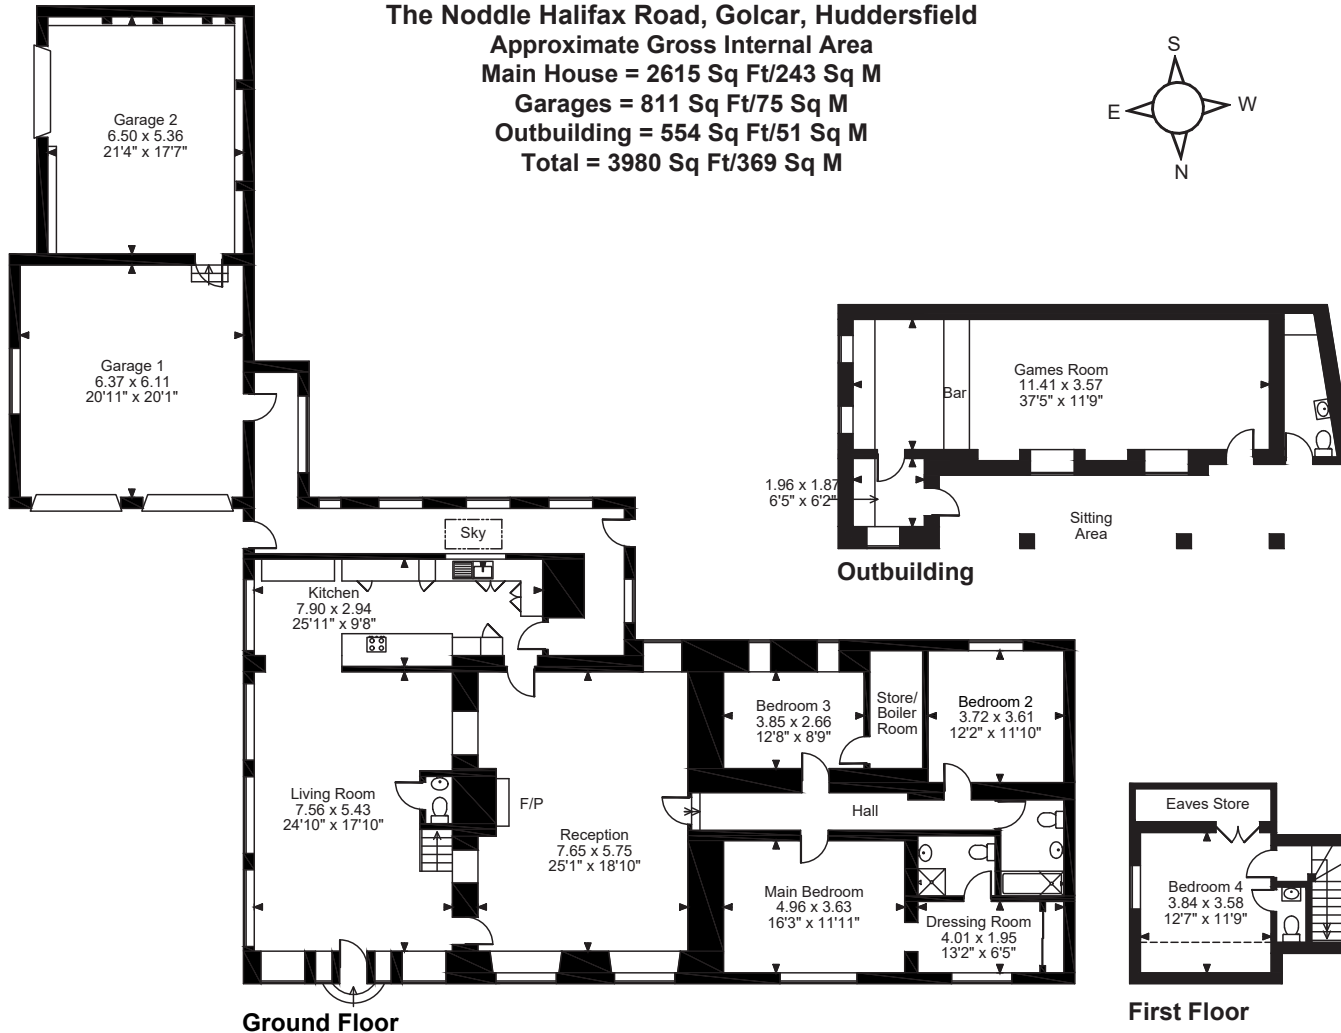 The Noddle Halifax Road, Golcar, Huddersfield
Approximate Gross Internal Area
Main House = 2615 Sq Ft/243 Sq M
Garages = 811 Sq Ft/75 Sq M
Outbuilding = 554 Sq Ft/51 Sq M
Total = 3980 Sq Ft/369 Sq M
S
E
W
N
Garage 2
6.50 x 5.36
21'4" x 17'7"
Garage 1
6.37 x 6.11
20'11" x 20'1"
Games Room
11.41 x 3.57
37'5" x 11'9"
Bar
1.96 x 1.87
6'5" x 6'2"
Sitting
Area
Outbuilding
Sky
Kitchen
7.90 x 2.94
25'11" x 9'8"
Bedroom 3
3.85 x 2.66
12'8" x 8'9"
Store/
Boiler
Room
Bedroom 2
3.72 x 3.61
12'2" x 11'10"
Living Room
7.56 x 5.43
24'10" x 17'10"
F/P
Reception
7.65 x 5.75
25'1" x 18'10"
Hall
Main Bedroom
4.96 x 3.63
16'3" x 11'11"
Dressing Room
4.01 x 1.95
13'2" x 6'5"
Eaves Store
Bedroom 4
3.84 x 3.58
12'7" x 11'9"
Ground Floor
First Floor